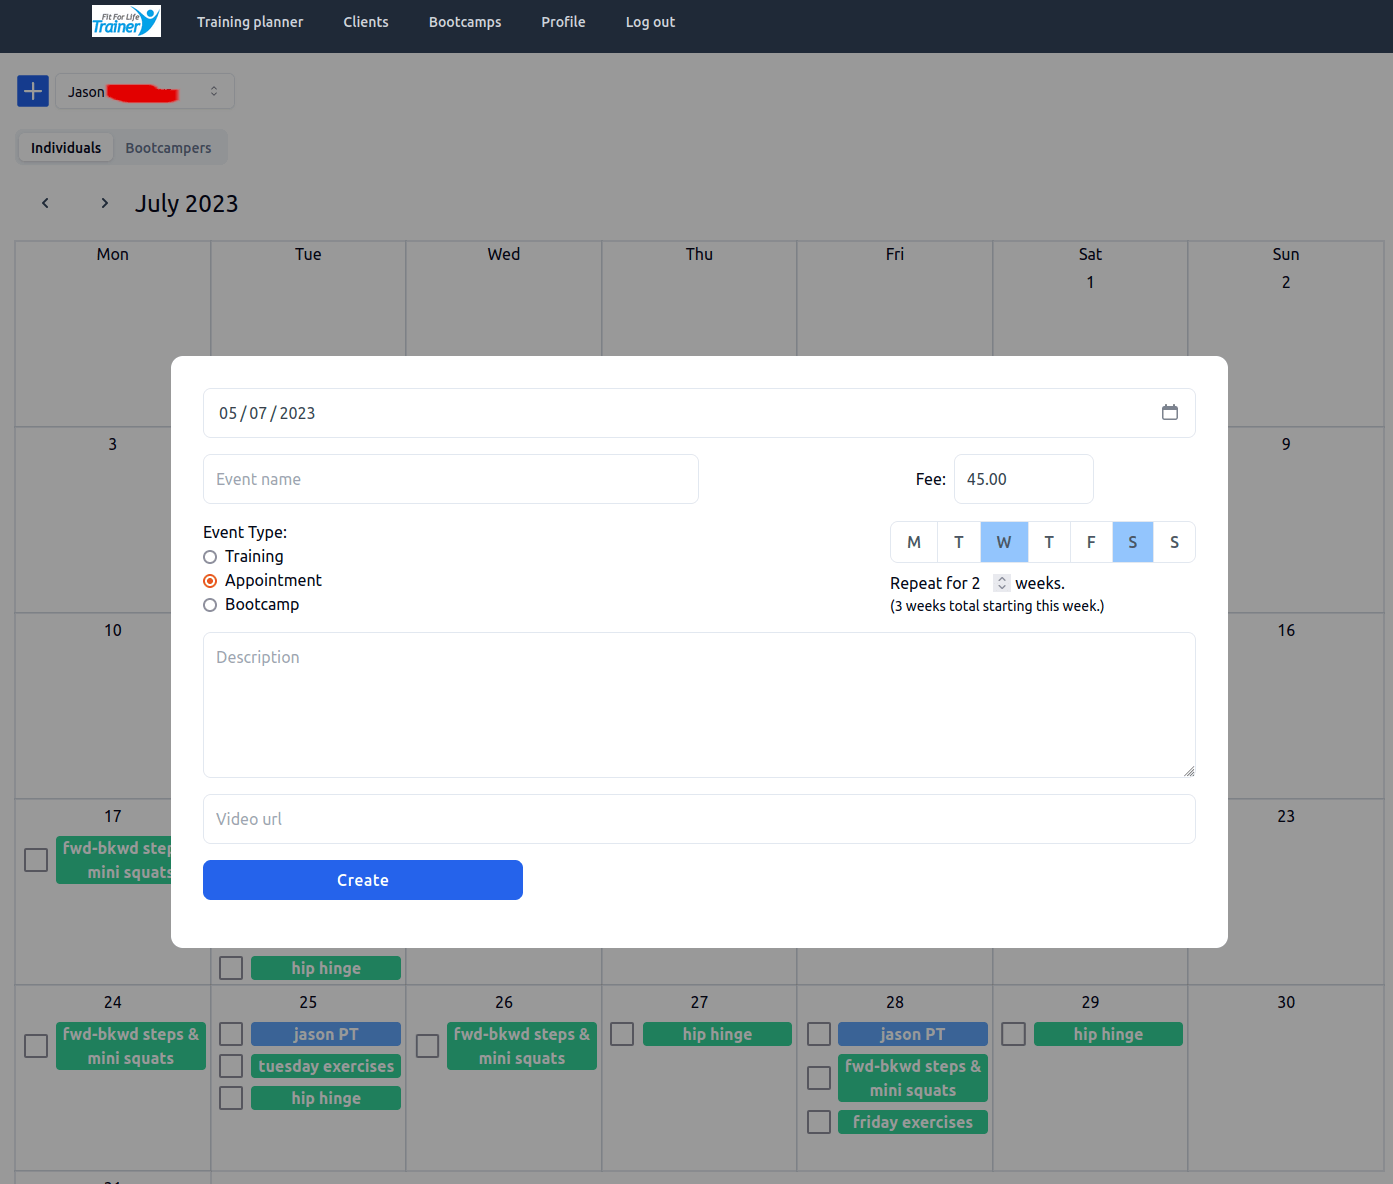 Fit For Life
Trainer
Training planner
Clients
Bootcamps
Profile
Log out
Jason
Individuals
Bootcampers
July 2023
Mon
Tue
Wed
Thu
Fri
Sat
Sun
1
2
05/07/2023
Event name
Fee:
45.00
Event Type:
Training
Appointment
Bootcamp
M T W T F S S
Repeat for 2 weeks.
(3 weeks total starting this week.)
Description
Video url
Create
3
9
10
16
17
23
fwd-bkwd step
mini squats
hip hinge
24
25
26
27
28
29
30
fwd-bkwd steps &
mini squats
jason PT
tuesday exercises
hip hinge
fwd-bkwd steps &
mini squats
hip hinge
jason PT
fwd-bkwd steps &
mini squats
friday exercises
hip hinge